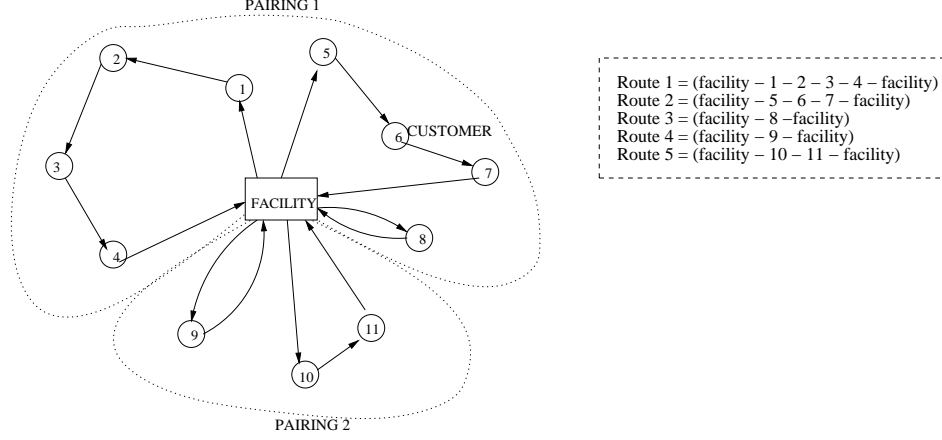 PAIRING 1
2
5
1
6
CUSTOMER
3
7
FACILITY
8
4
9
11
10
PAIRING 2
Route 1 = (facility – 1 – 2 – 3 – 4 – facility)
Route 2 = (facility – 5 – 6 – 7 – facility)
Route 3 = (facility – 8 –facility)
Route 4 = (facility – 9 – facility)
Route 5 = (facility – 10 – 11 – facility)